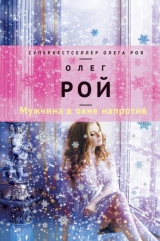 СУПЕРБЕСТСЕЛЛЕР ОЛЕГА РОЯ
ОЛЕГ
РОЙ
Мужчина в окне напротив